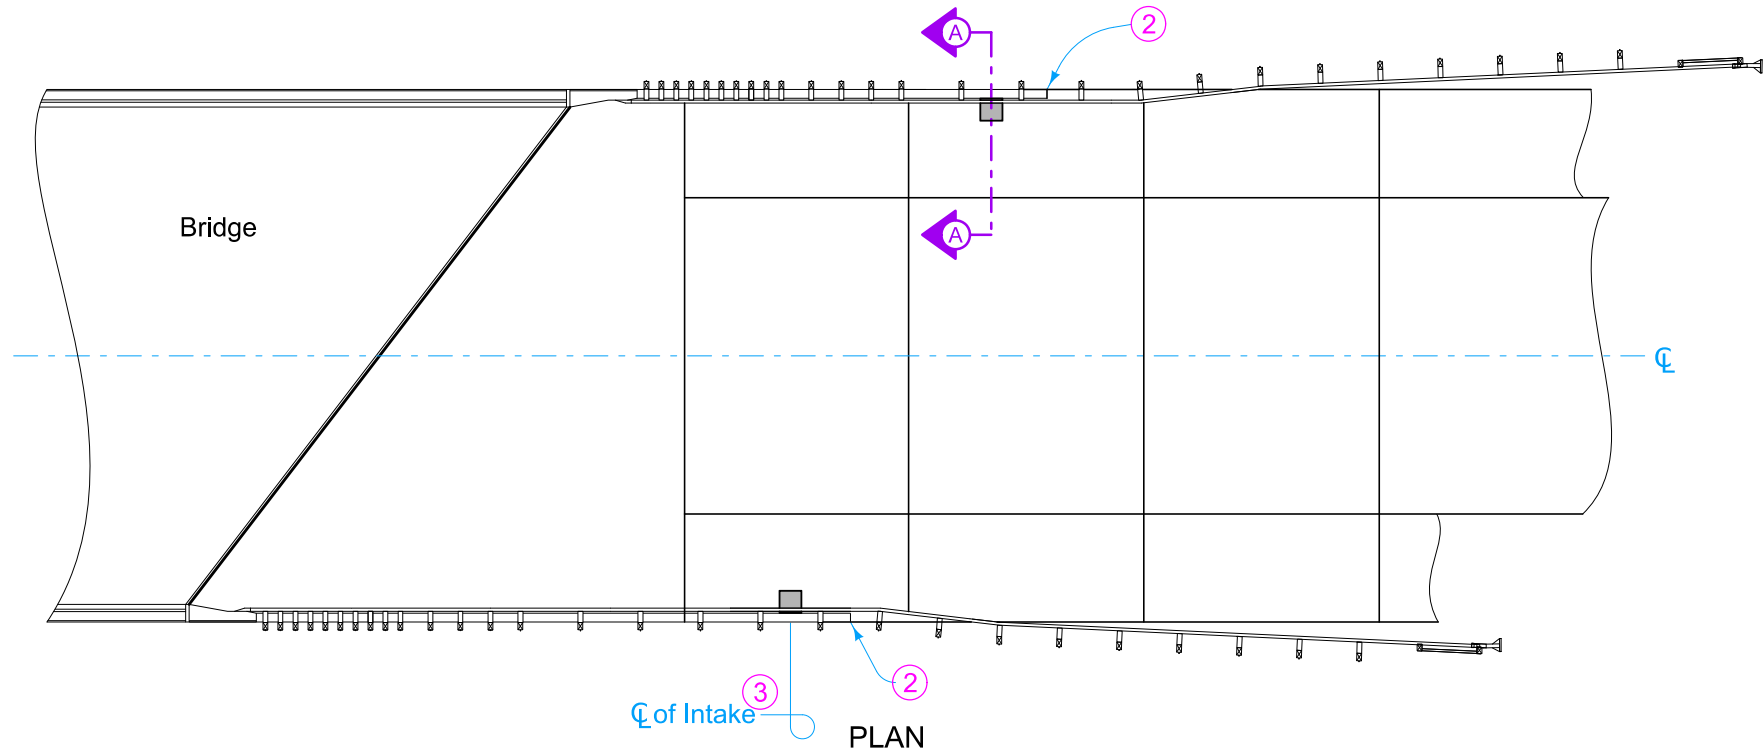 A
2
Bridge
A
℄
3
2
℄ of Intake
PLAN